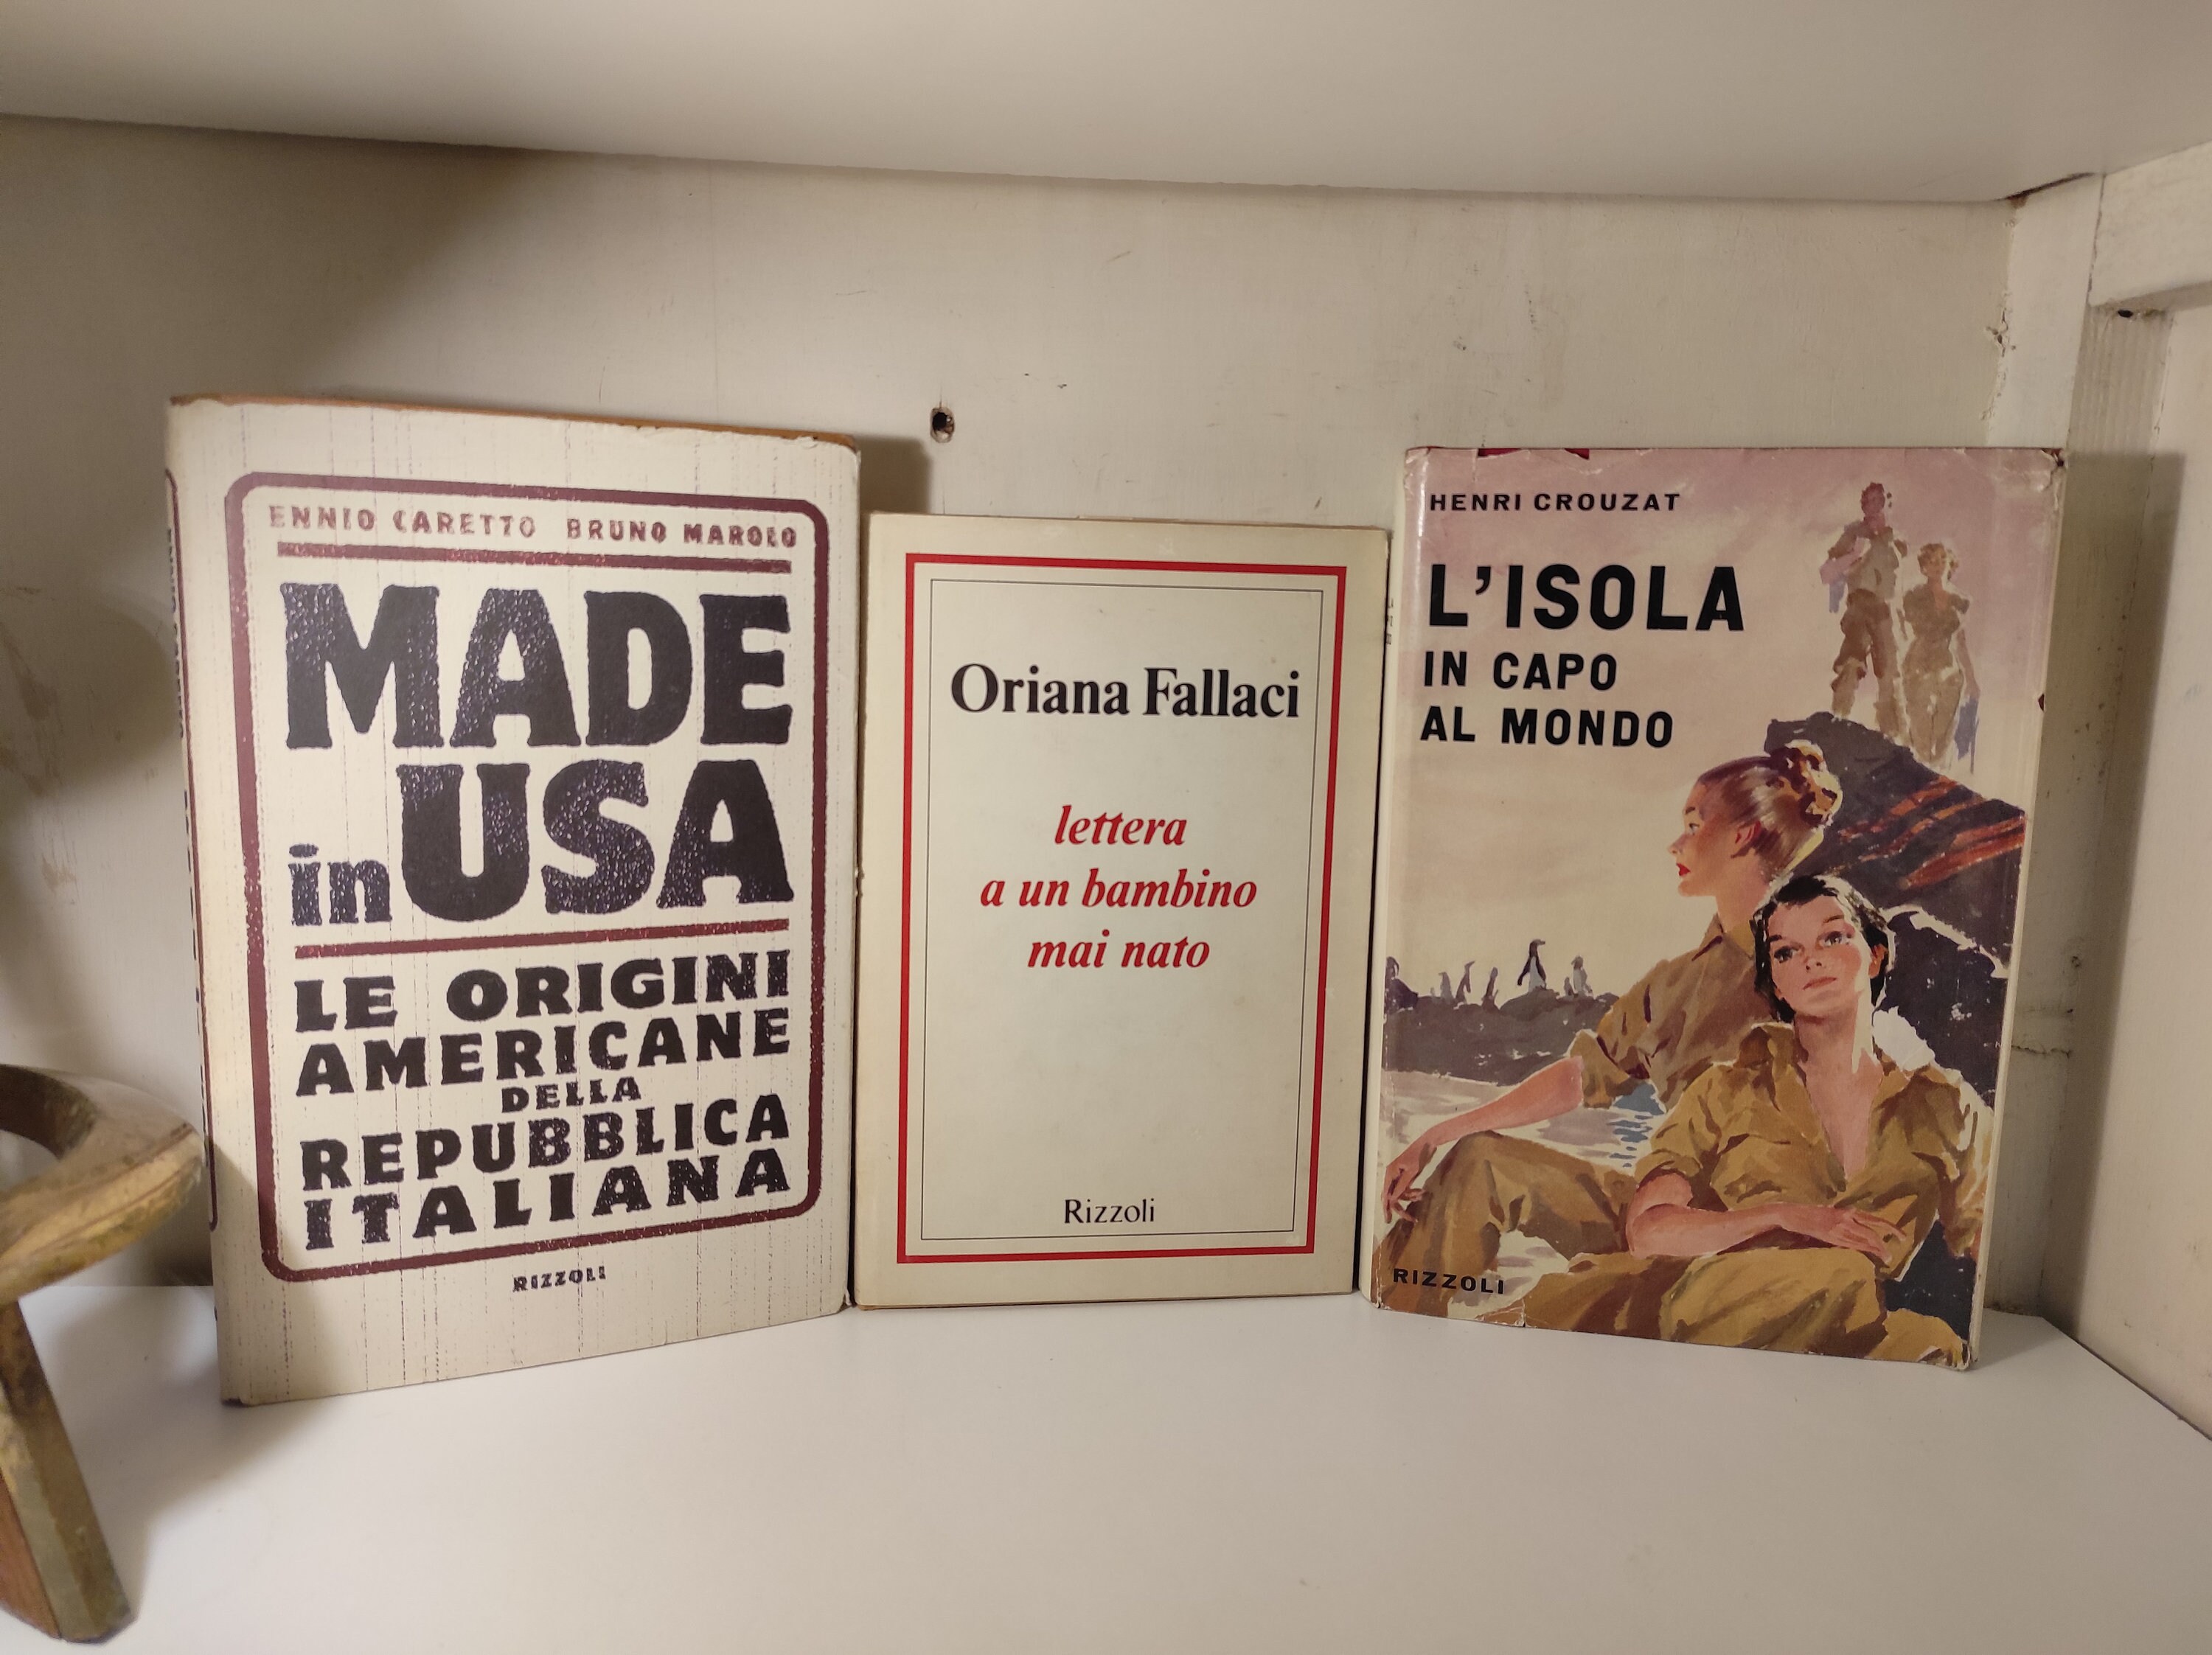 ENNIO CARETTO BRUNO MAROLO
MADE
in USA
LE ORIGINI
AMERICANE
DELLA
REPUBBLICA
ITALIANA
RIZZOLI
Oriana Fallaci
lettera
a un bambino
mai nato
Rizzoli
HENRI CROUZAT
L'ISOLA
IN CAPO
AL MONDO
RIZZOLI